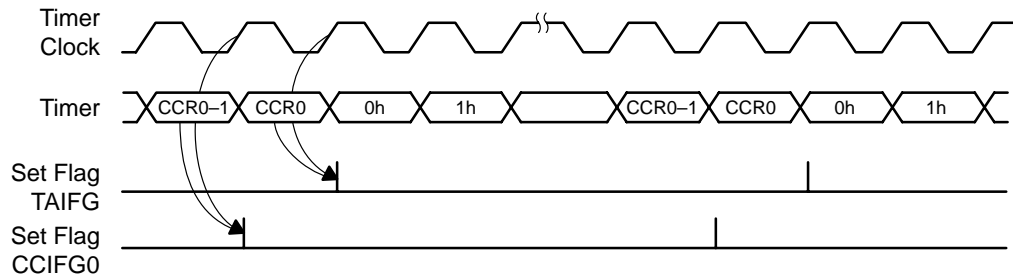 Timer
Clock
Timer
CCR0–1 CCR0 0h 1h CCR0–1 CCR0 0h 1h
Set Flag
TAIFG
Set Flag
CCIFG0